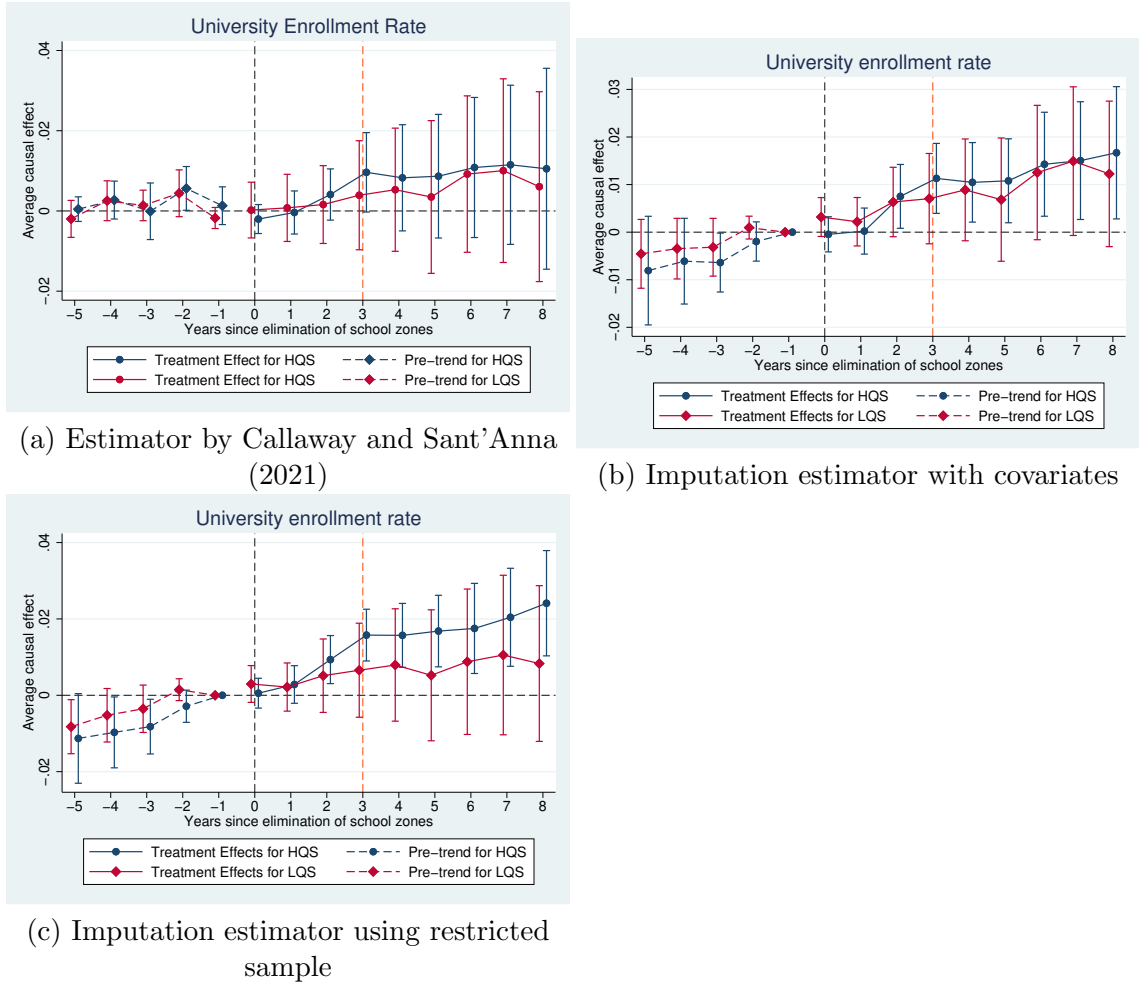 University Enrollment Rate
Average causal effect
.04
.02
0
-.02
-5 -4 -3 -2 -1 0 1 2 3 4 5 6 7 8
Years since elimination of school zones
Treatment Effect for HQS Pre-trend for HQS
Treatment Effect for HQS Pre-trend for LQS
(a) Estimator by Callaway and Sant'Anna
(2021)
University enrollment rate
Average causal effect
.03
.02
.01
0
-.01
-.02
-5 -4 -3 -2 -1 0 1 2 3 4 5 6 7 8
Years since elimination of school zones
Treatment Effects for HQS Pre-trend for HQS
Treatment Effects for LQS Pre-trend for LQS
(b) Imputation estimator with covariates
University enrollment rate
Average causal effect
.04
.02
0
-.02
-5 -4 -3 -2 -1 0 1 2 3 4 5 6 7 8
Years since elimination of school zones
Treatment Effects for HQS Pre-trend for HQS
Treatment Effects for LQS Pre-trend for LQS
(c) Imputation estimator using restricted
sample